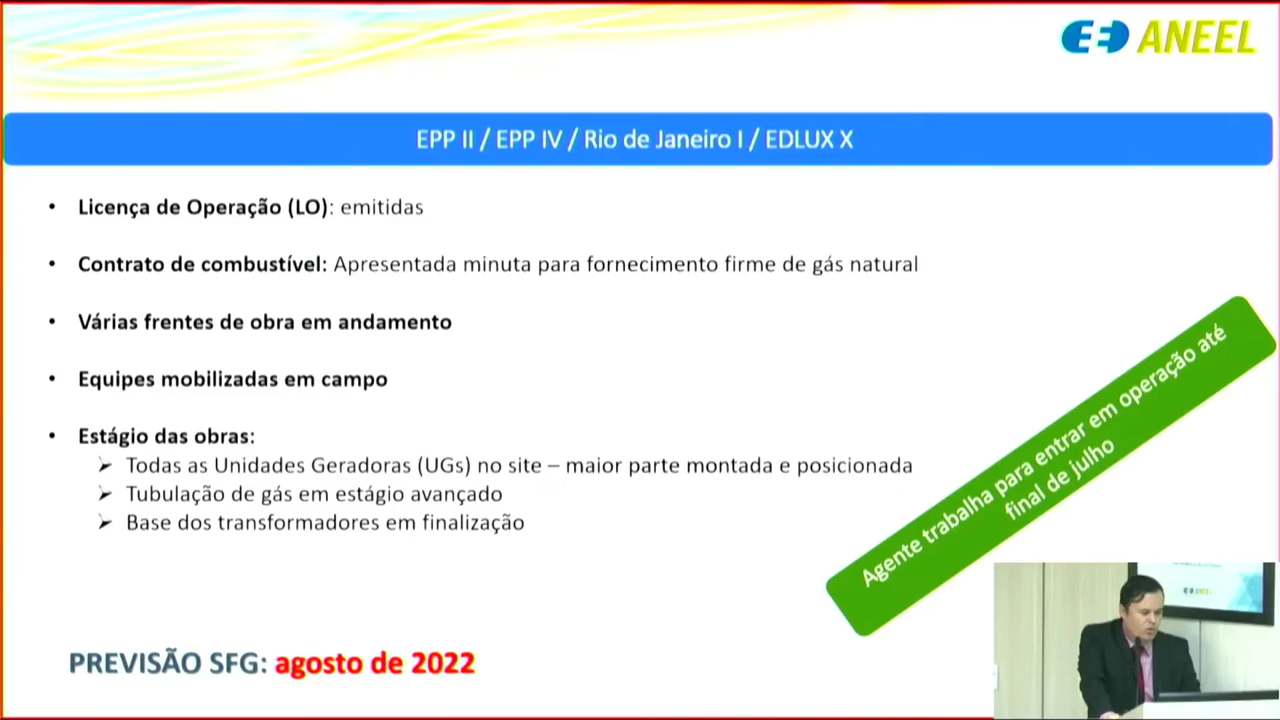 ANEEL
EPP II / EPP IV / Rio de Janeiro I / EDLUX X
• Licença de Operação (LO): emitidas
• Contrato de combustível: Apresentada minuta para fornecimento firme de gás natural
• Várias frentes de obra em andamento
• Equipes mobilizadas em campo
• Estágio das obras:
➢ Todas as Unidades Geradoras (UGs) no site – maior parte montada e posicionada
➢ Tubulação de gás em estágio avançado
➢ Base dos transformadores em finalização
Agente trabalha para entrar em operação até
final de julho
PREVISÃO SFG: agosto de 2022
ANEEL